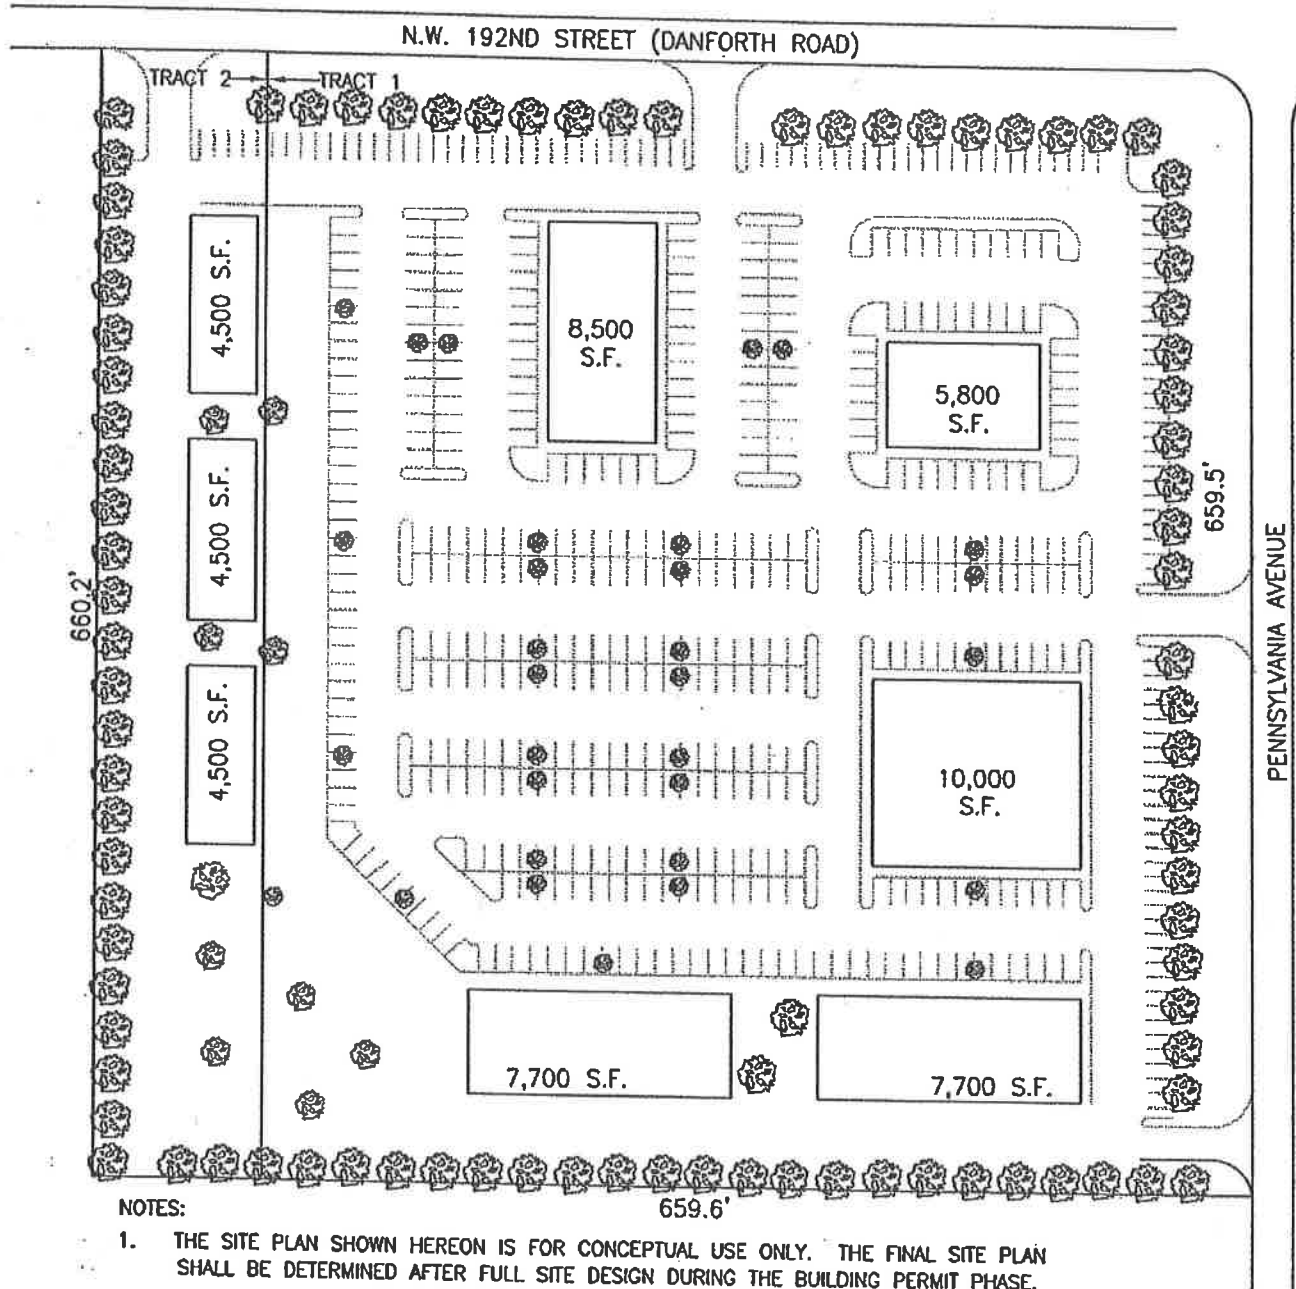 N.W. 192ND STREET (DANFORTH ROAD)
TRACT 2
TRACT 1
4,500 S.F.
8,500
S.F.
5,800
S.F.
4,500 S.F.
659.5'
PENNSYLVANIA AVENUE
660.2'
4,500 S.F.
10,000
S.F.
7,700 S.F.
7,700 S.F.
659.6'
NOTES:
1. THE SITE PLAN SHOWN HEREON IS FOR CONCEPTUAL USE ONLY. THE FINAL SITE PLAN
SHALL BE DETERMINED AFTER FULL SITE DESIGN DURING THE BUILDING PERMIT PHASE.